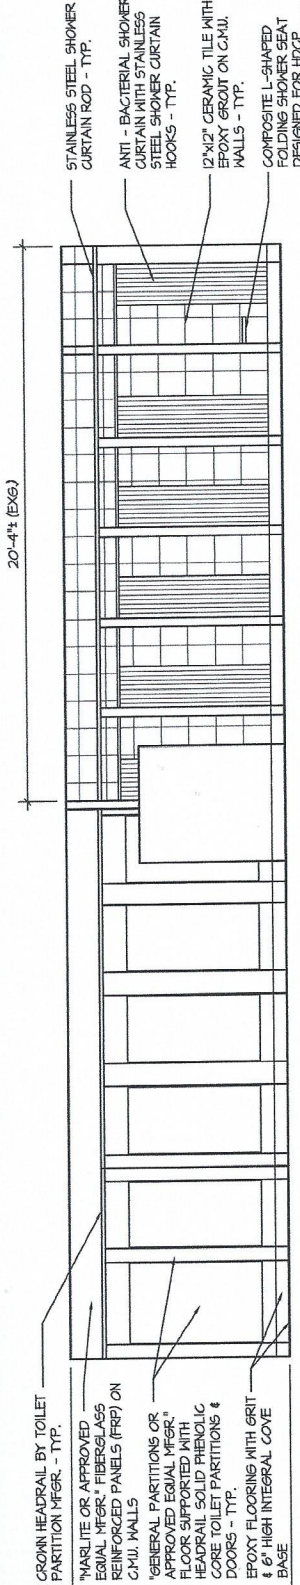 CROWN HEADRAIL BY TOILET
PARTITION MFGR. - TYP.
"MARLITE OR APPROVED
EQUAL MFGR." FIBERGLASS
REINFORCED PANELS (FRP) ON
C.M.U. WALLS
"GENERAL PARTITIONS OR
APPROVED EQUAL MFGR."
FLOOR SUPPORTED WITH
HEADRAIL SOLID PHENOLIC
CORE TOILET PARTITIONS &
DOORS - TYP.
EPOXY FLOORING WITH GRIT
& 6" HIGH INTEGRAL COVE
BASE
20'-4"± (EXG.)
STAINLESS STEEL SHOWER
CURTAIN ROD - TYP.
ANTI - BACTERIAL SHOWER
CURTAIN WITH STAINLESS
STEEL SHOWER CURTAIN
HOOKS - TYP.
12"X12" CERAMIC TILE WITH
EPOXY GROUT ON C.M.U.
WALLS - TYP.
COMPOSITE L-SHAPED
FOLDING SHOWER SEAT
DESIGNED FOR HDCP